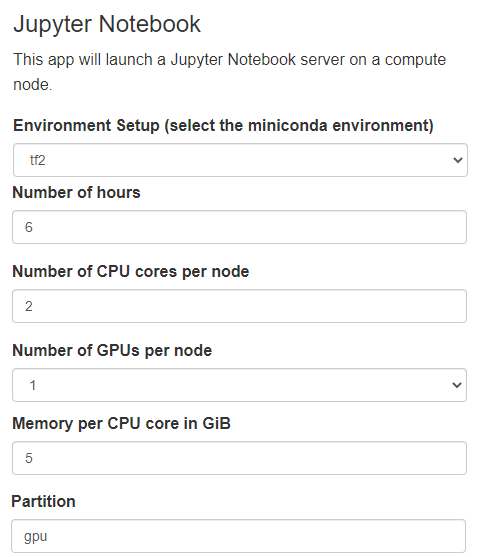 Jupyter Notebook
This app will launch a Jupyter Notebook server on a compute
node.
Environment Setup (select the miniconda environment)
tf2
Number of hours
6
Number of CPU cores per node
2
Number of GPUs per node
1
Memory per CPU core in GiB
5
Partition
gpu